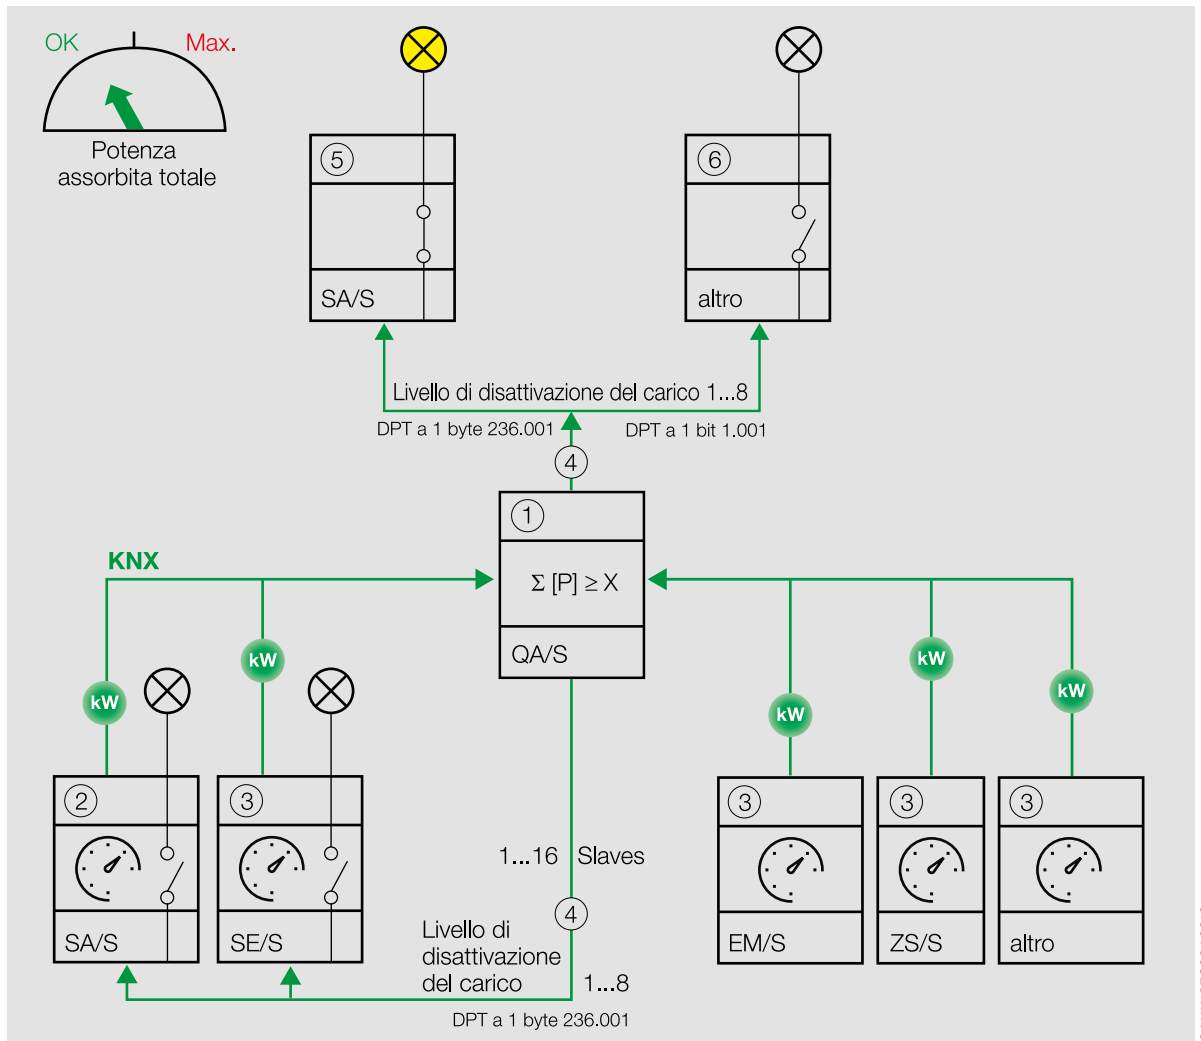 OK
Max.
Potenza
assorbita totale
5
SA/S
6
altro
Livello di disattivazione del carico 1...8
DPT a 1 byte 236.001
DPT a 1 bit 1.001
4
1
Σ [P] ≥ X
QA/S
KNX
kW
kW
kW
kW
kW
2
SA/S
3
SE/S
1...16 Slaves
4
Livello di
disattivazione
del carico
1...8
DPT a 1 byte 236.001
3
EM/S
3
ZS/S
3
altro